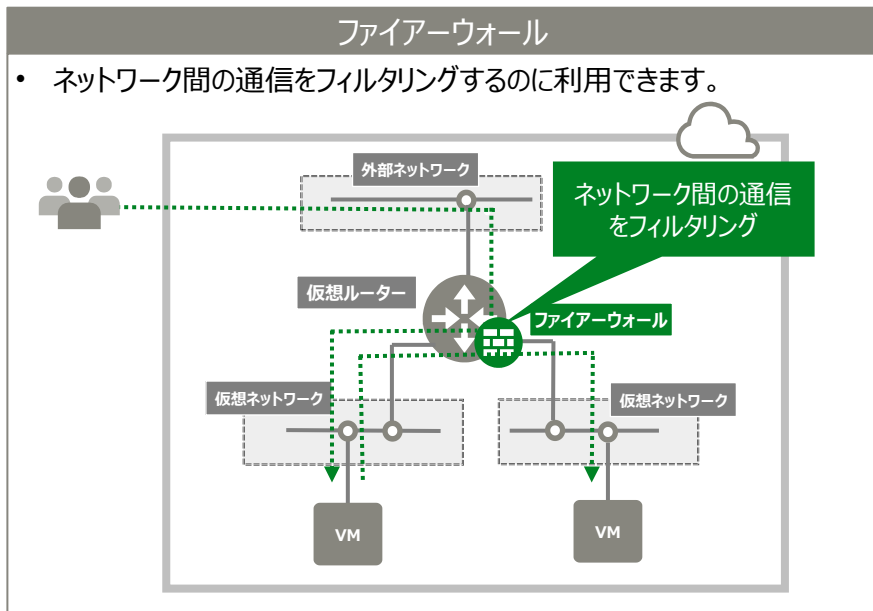 ファイアーウォール
• ネットワーク間の通信をフィルタリングするのに利用できます。
外部ネットワーク
ネットワーク間の通信
をフィルタリング
仮想ルーター
ファイアーウォール
仮想ネットワーク
仮想ネットワーク
VM
VM